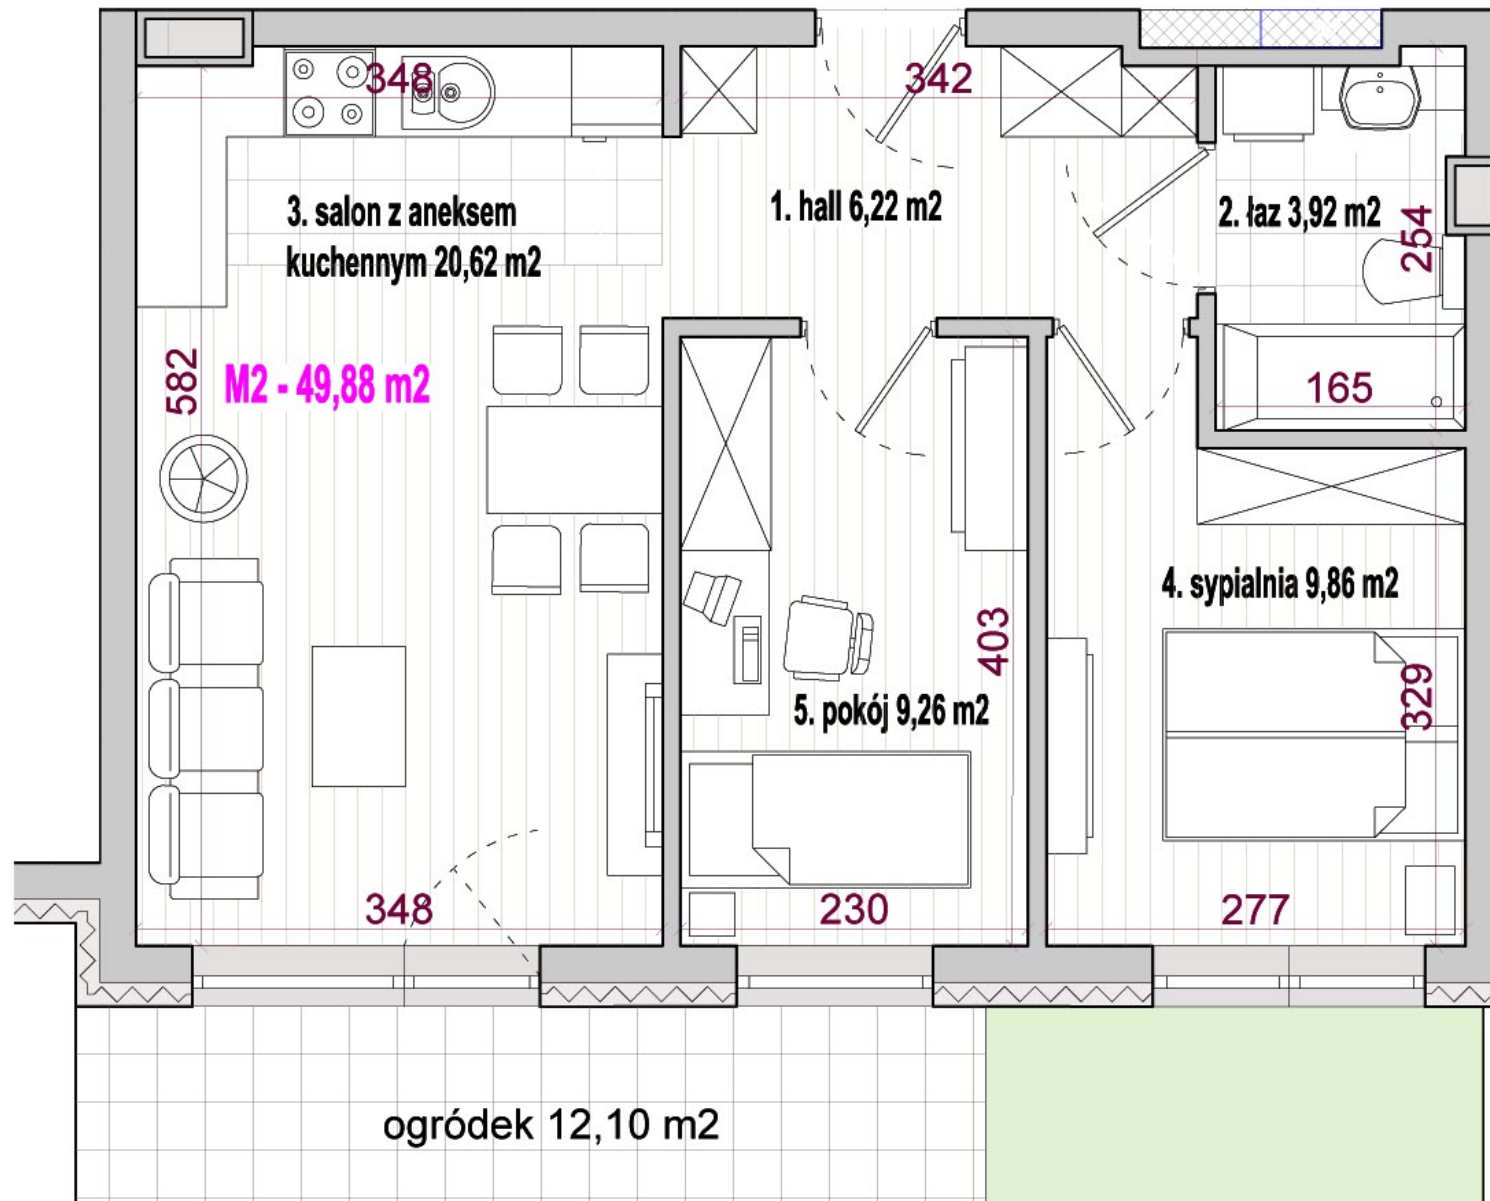 348
342
3. salon z aneksem
kuchennym 20,62 m2
1. hall 6,22 m2
2. łaz 3,92 m2
254
582
M2 - 49,88 m2
165
4. sypialnia 9,86 m2
403
329
5. pokój 9,26 m2
348
230
277
ogródek 12,10 m2